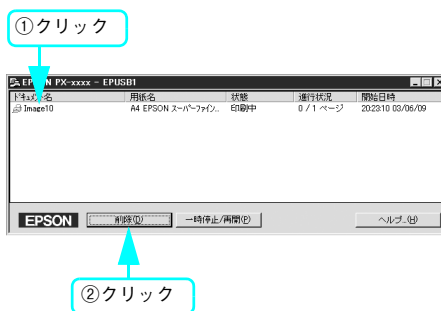 ①クリック
EPSON PX-xxxx - EPUSB1
ドキュメント名 用紙名 状態 進行状況 開始日時
Image10 A4 EPSON スーパーファイン... 印刷中 0 / 1 ページ 20:23:10 03/06/09
EPSON 削除(D) 一時停止/再開(P) ヘルプ...(H)
②クリック